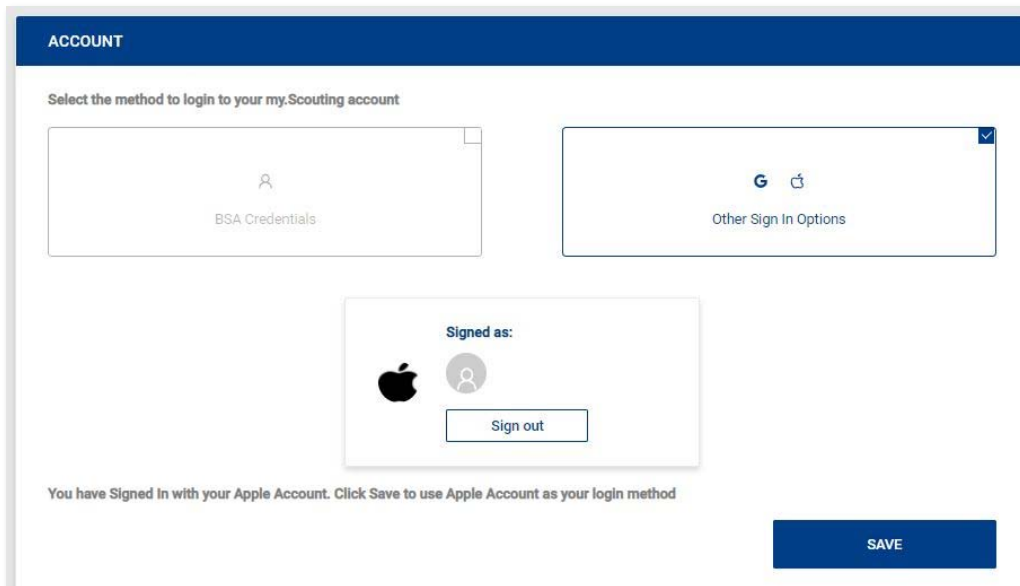 ACCOUNT
Select the method to login to your my.Scouting account
BSA Credentials
Other Sign In Options
Signed as:
Sign out
You have Signed In with your Apple Account. Click Save to use Apple Account as your login method
SAVE